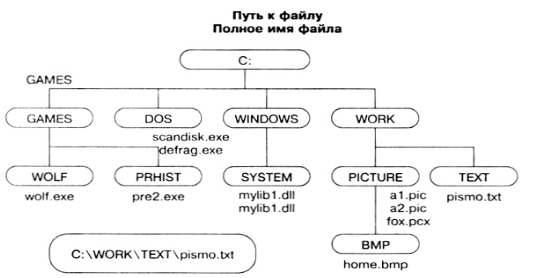 Путь к файлу
Полное имя файла
C:
GAMES
GAMES DOS WINDOWS WORK
scandisk.exe
defrag.exe
WOLF PRHIST SYSTEM PICTURE TEXT
wolf.exe pre2.exe mylib1.dll a1.pic pismo.txt
mylib1.dll a2.pic
fox.pcx
C:\WORK\TEXT\pismo.txt
BMP
home.bmp